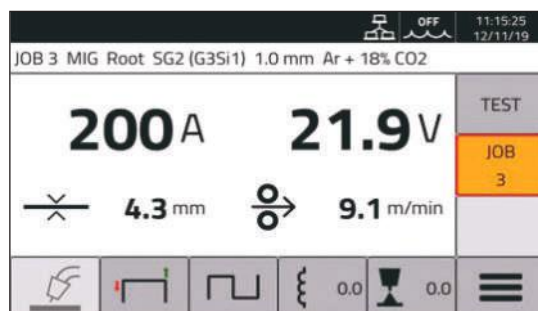 OFF
11:15:25
12/11/19
JOB 3 MIG Root SG2 (G3Si1) 1.0 mm Ar + 18% CO2
200 A 21.9 V
TEST
JOB
3
4.3 mm 9.1 m/min
0.0 0.0